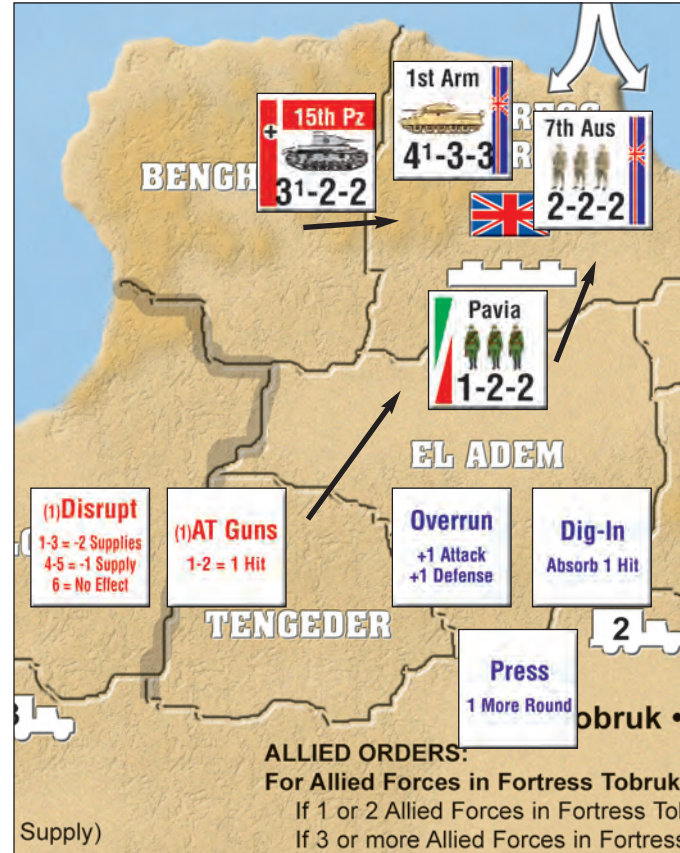 1st Arm
4¹-3-3
15th Pz
3¹-2-2
7th Aus
2-2-2
BENGH
RESS
R
Pavia
1-2-2
EL ADEM
(1)Disrupt
1-3 = -2 Supplies
4-5 = -1 Supply
6 = No Effect
(1)AT Guns
1-2 = 1 Hit
Overrun
+1 Attack
+1 Defense
Dig-In
Absorb 1 Hit
TENGEDER
2
Press
1 More Round
obruk •
ALLIED ORDERS:
For Allied Forces in Fortress Tobruk
If 1 or 2 Allied Forces in Fortress To
Supply)
If 3 or more Allied Forces in Fortress